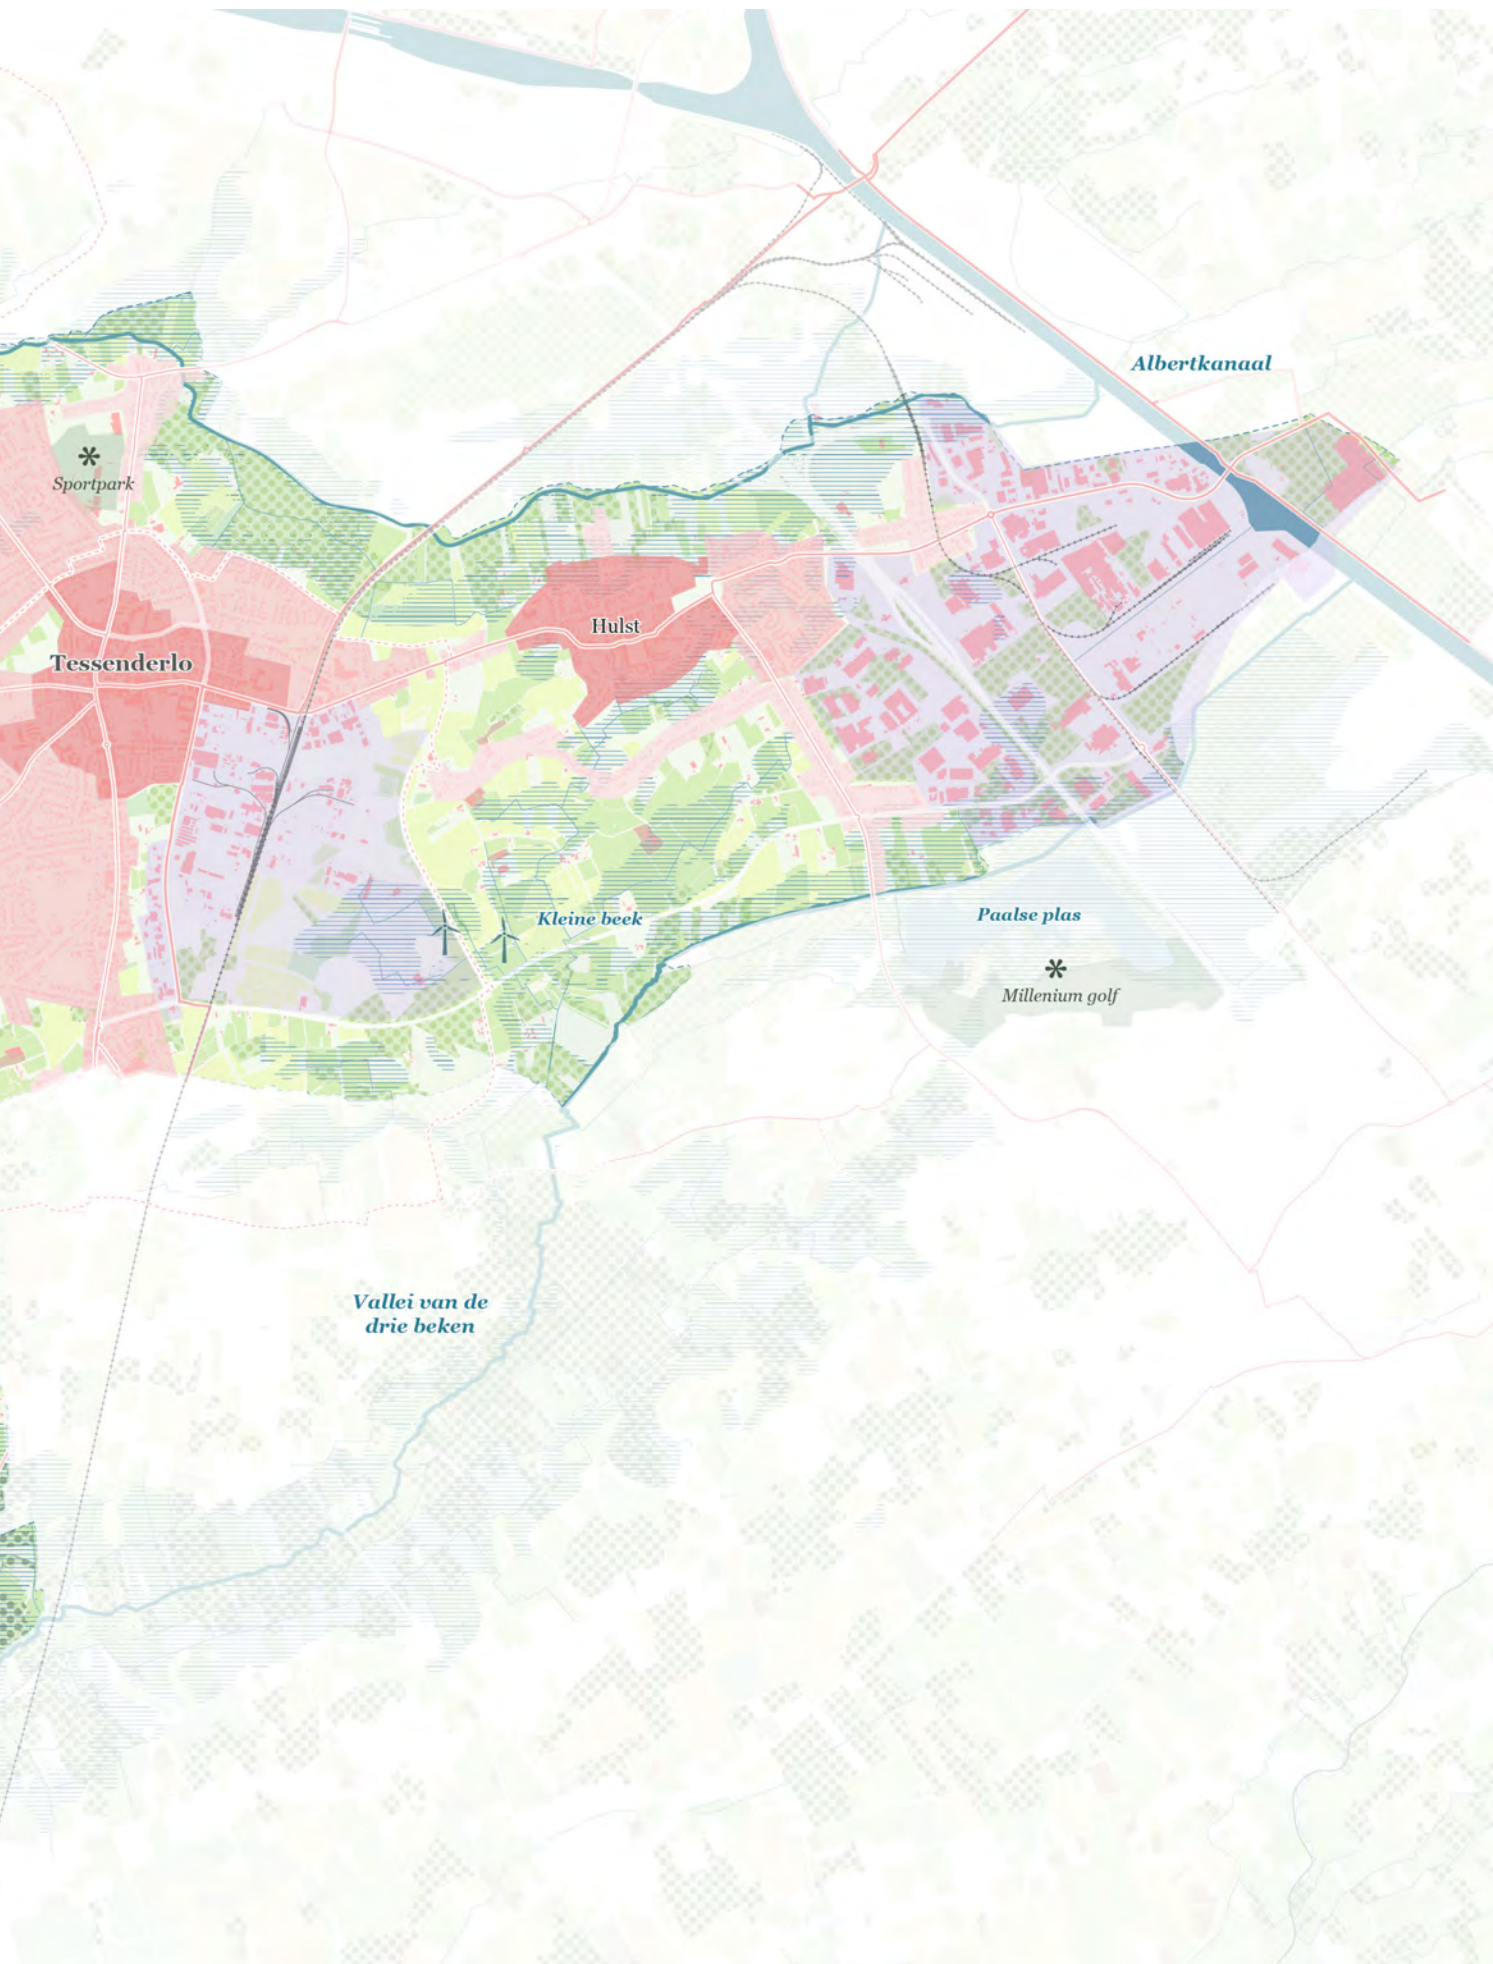 Albertkanaal
Sportpark
Hulst
Tessenderlo
Kleine beek
Paalse plas
Millenium golf
Vallei van de
drie beken